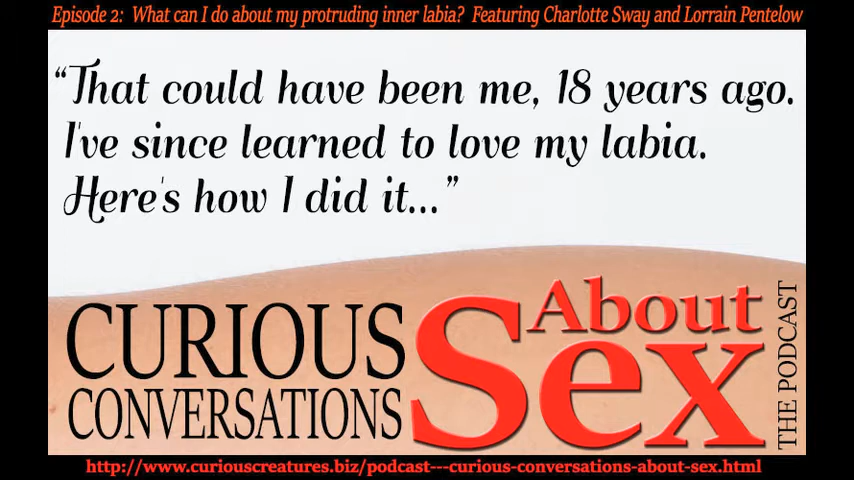 Episode 2:  What can I do about my protruding inner labia?  Featuring Charlotte Sway and Lorrain Pentelow
“That could have been me, 18 years ago.
I've since learned to love my labia.
Here's how I did it...”
CURIOUS
CONVERSATIONS
About
Sex
THE PODCAST
http://www.curiouscreatures.biz/podcast---curious-conversations-about-sex.html